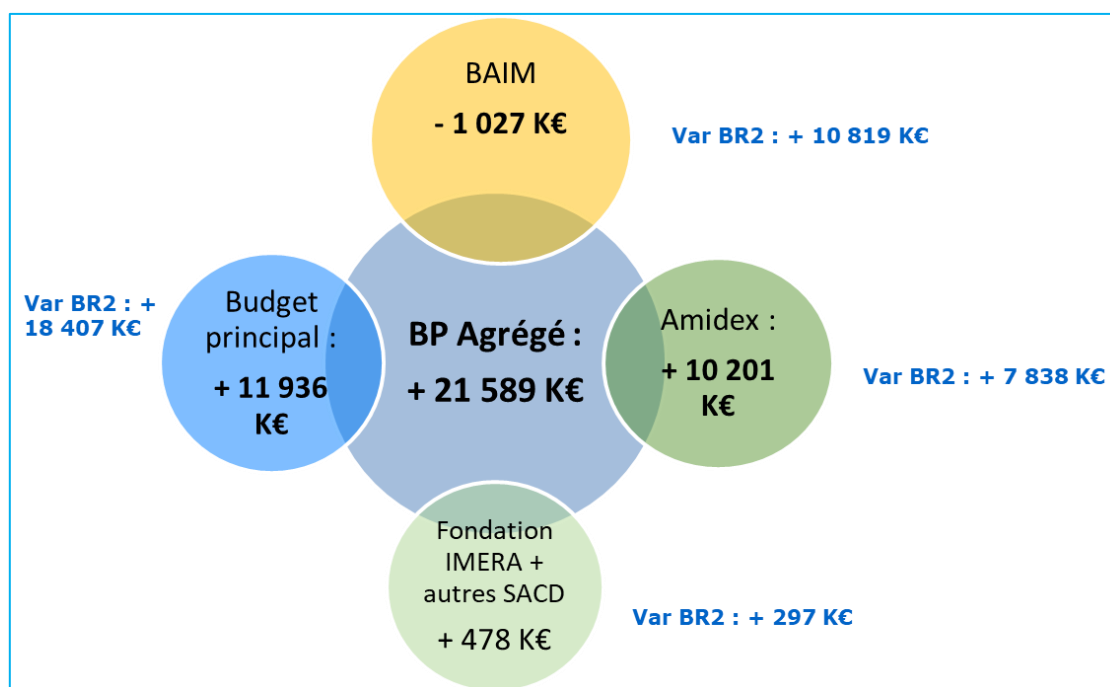 BAIM
- 1 027 K€
Var BR2 : + 10 819 K€
Var BR2 : +
18 407 K€
Budget
principal :
+ 11 936
K€
BP Agrégé :
+ 21 589 K€
Amidex :
+ 10 201
K€
Var BR2 : + 7 838 K€
Fondation
IMERA +
autres SACD
+ 478 K€
Var BR2 : + 297 K€